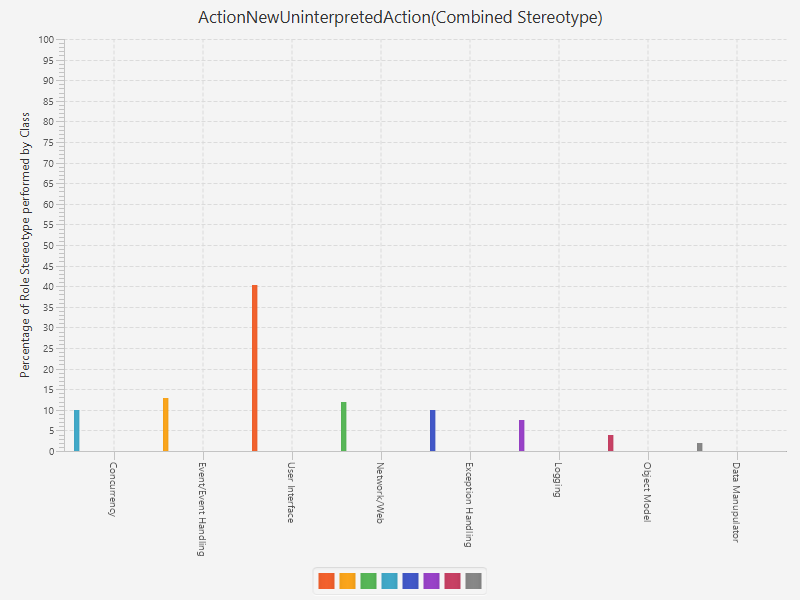 ActionNewUninterpretedAction(Combined Stereotype)
Percentage of Role Stereotype performed by Class
100
95
90
85
80
75
70
65
60
55
50
45
40
35
30
25
20
15
10
5
0
Concurrency
Event/Event Handling
User Interface
Network/Web
Exception Handling
Logging
Object Model
Data Manupulator